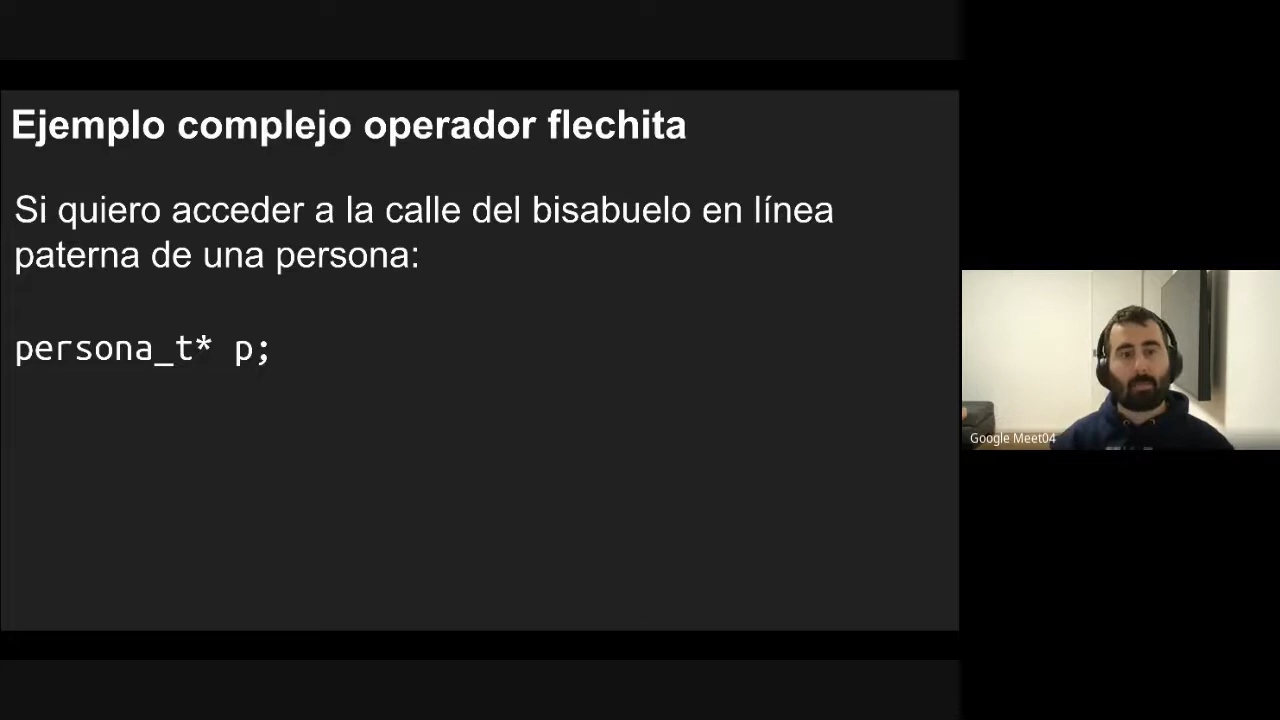 Ejemplo complejo operador flechita
Si quiero acceder a la calle del bisabuelo en línea
paterna de una persona:
persona_t* p;
Google Meet04